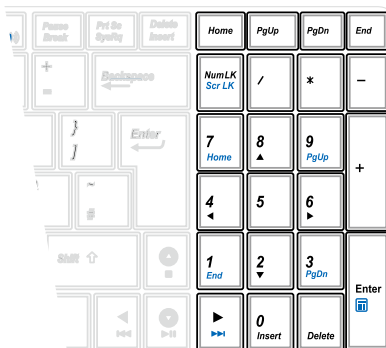 Pause Break
Prt Sc SysRq
Delete Insert
Home
PgUp
PgDn
End
+
=
Backspace
NumLK
Scr LK
/
*
−
}
]
Enter
7
Home
8
9
PgUp
+
~
#
4
5
6
Shift
1
End
2
3
PgDn
Enter
0
Insert
Delete